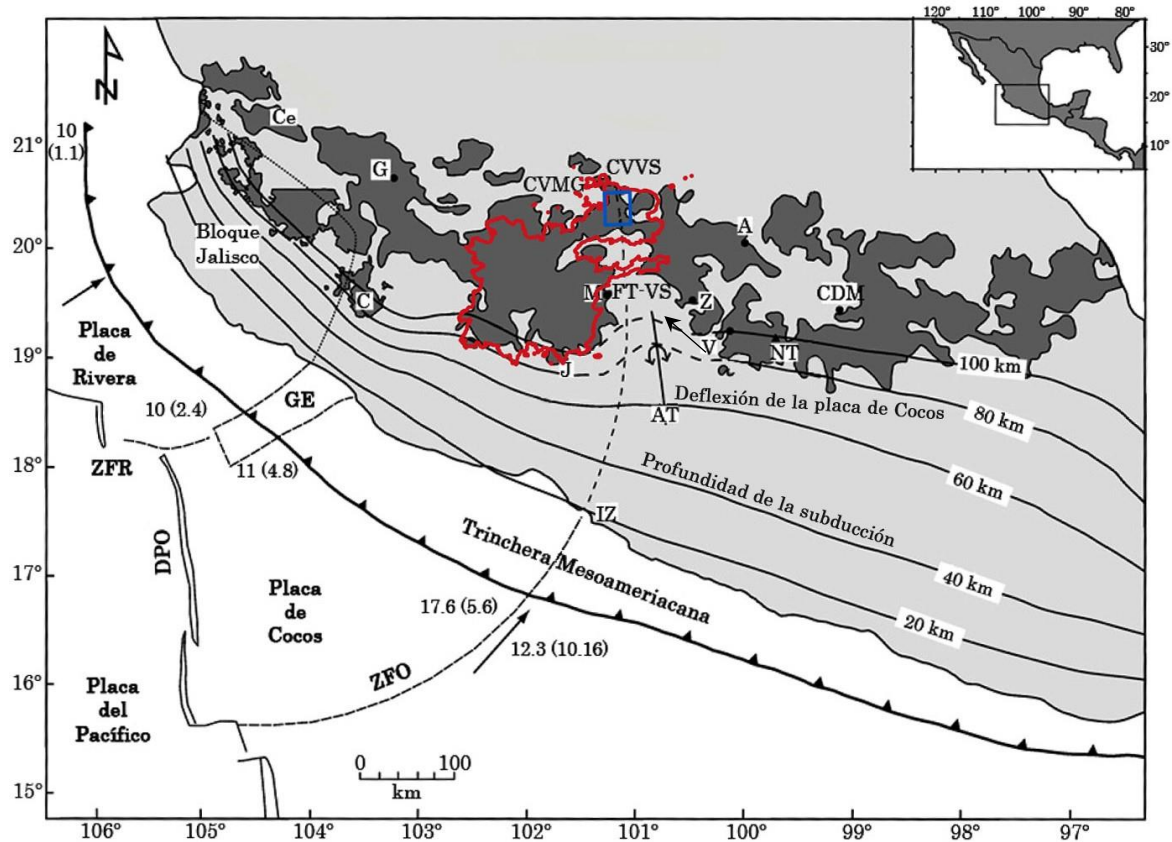 120°
110°
100°
90°
80°
30°
20°
10°
N
21°
20°
19°
18°
17°
16°
15°
106°
105°
104°
103°
102°
101°
100°
99°
98°
97°
10
(1.1)
Ce
G
CVVS
CVMG
Bloque
Jalisco
A
C
M
FT-VS
Z
CDM
V
NT
J
AT
100 km
80 km
60 km
40 km
20 km
Deflexión de la placa de Cocos
Profundidad de la subducción
Placa
de
Rivera
10 (2.4)
GE
ZFR
11 (4.8)
IZ
DPO
Trinchera Mesoameriacana
Placa
de
Cocos
17.6 (5.6)
12.3 (10.16)
ZFO
Placa
del
Pacífico
0
100
km